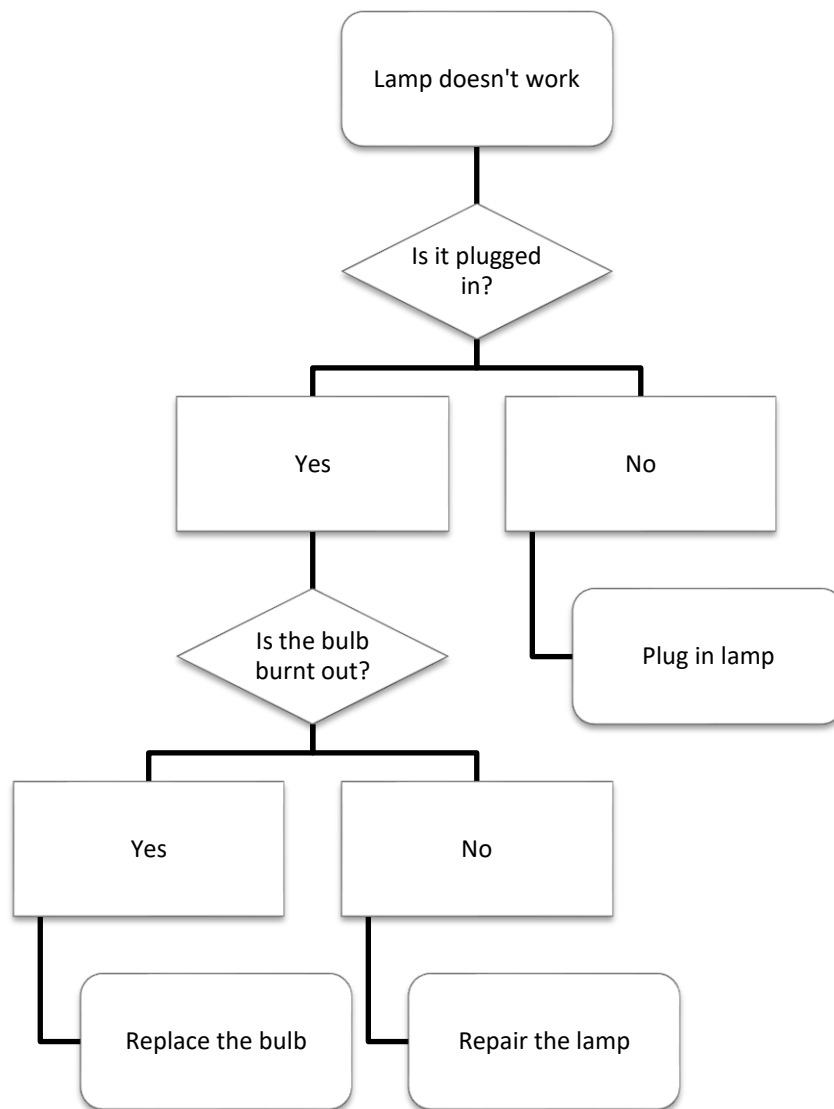 Lamp doesn't work
Is it plugged
in?
Yes
No
Is the bulb
burnt out?
Plug in lamp
Yes
No
Replace the bulb
Repair the lamp